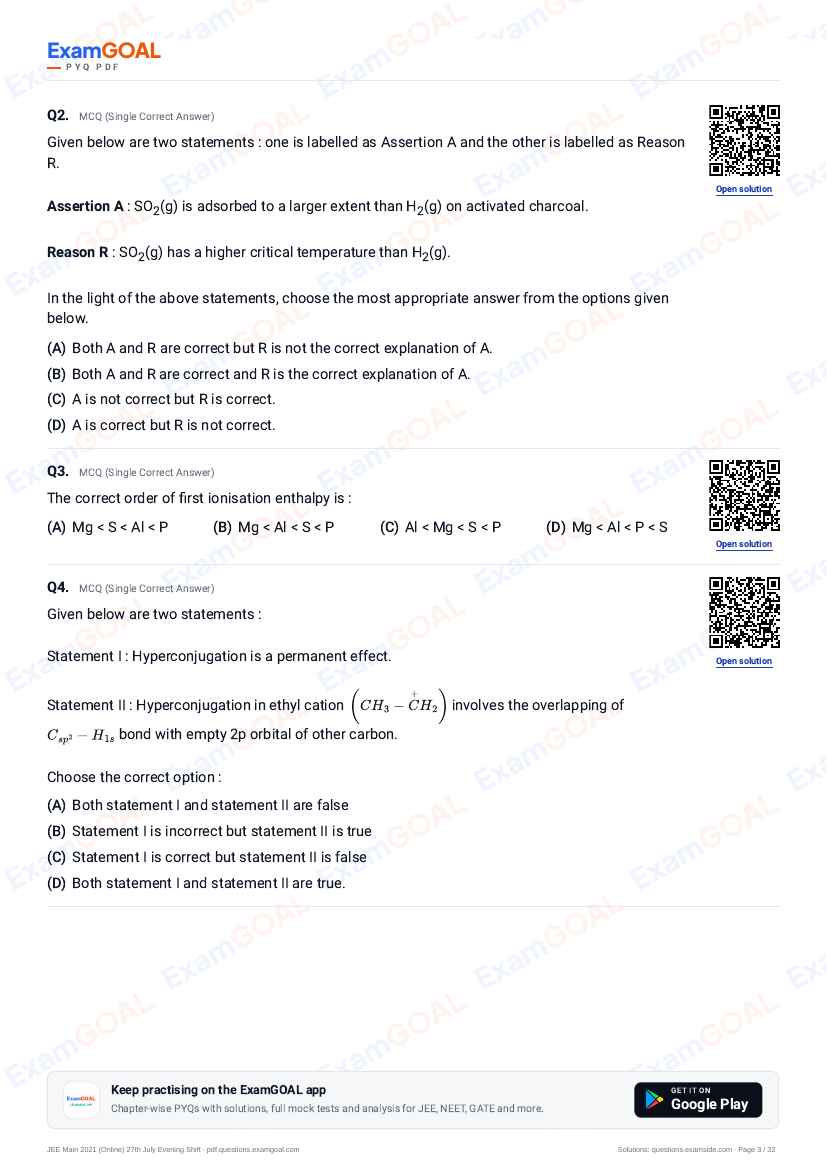 ExamGOAL
PYQ PDF
Q2. MCQ (Single Correct Answer)
Given below are two statements : one is labelled as Assertion A and the other is labelled as Reason
R.
Open solution
Assertion A : SO2(g) is adsorbed to a larger extent than H2(g) on activated charcoal.
Reason R : SO2(g) has a higher critical temperature than H2(g).
In the light of the above statements, choose the most appropriate answer from the options given
below.
(A) Both A and R are correct but R is not the correct explanation of A.
(B) Both A and R are correct and R is the correct explanation of A.
(C) A is not correct but R is correct.
(D) A is correct but R is not correct.
Q3. MCQ (Single Correct Answer)
The correct order of first ionisation enthalpy is :
(A) Mg < S < Al < P (B) Mg < Al < S < P (C) Al < Mg < S < P (D) Mg < Al < P < S
Open solution
Q4. MCQ (Single Correct Answer)
Given below are two statements :
Open solution
Statement I : Hyperconjugation is a permanent effect.
Statement II : Hyperconjugation in ethyl cation (CH3 − C+H2) involves the overlapping of
Csp2 − H1s bond with empty 2p orbital of other carbon.
Choose the correct option :
(A) Both statement I and statement II are false
(B) Statement I is incorrect but statement II is true
(C) Statement I is correct but statement II is false
(D) Both statement I and statement II are true.
Keep practising on the ExamGOAL app
Chapter-wise PYQs with solutions, full mock tests and analysis for JEE, NEET, GATE and more.
GET IT ON
Google Play
JEE Main 2021 (Online) 27th July Evening Shift · pdf.questions.examgoal.com
Solutions: questions.examside.com · Page 3 / 32